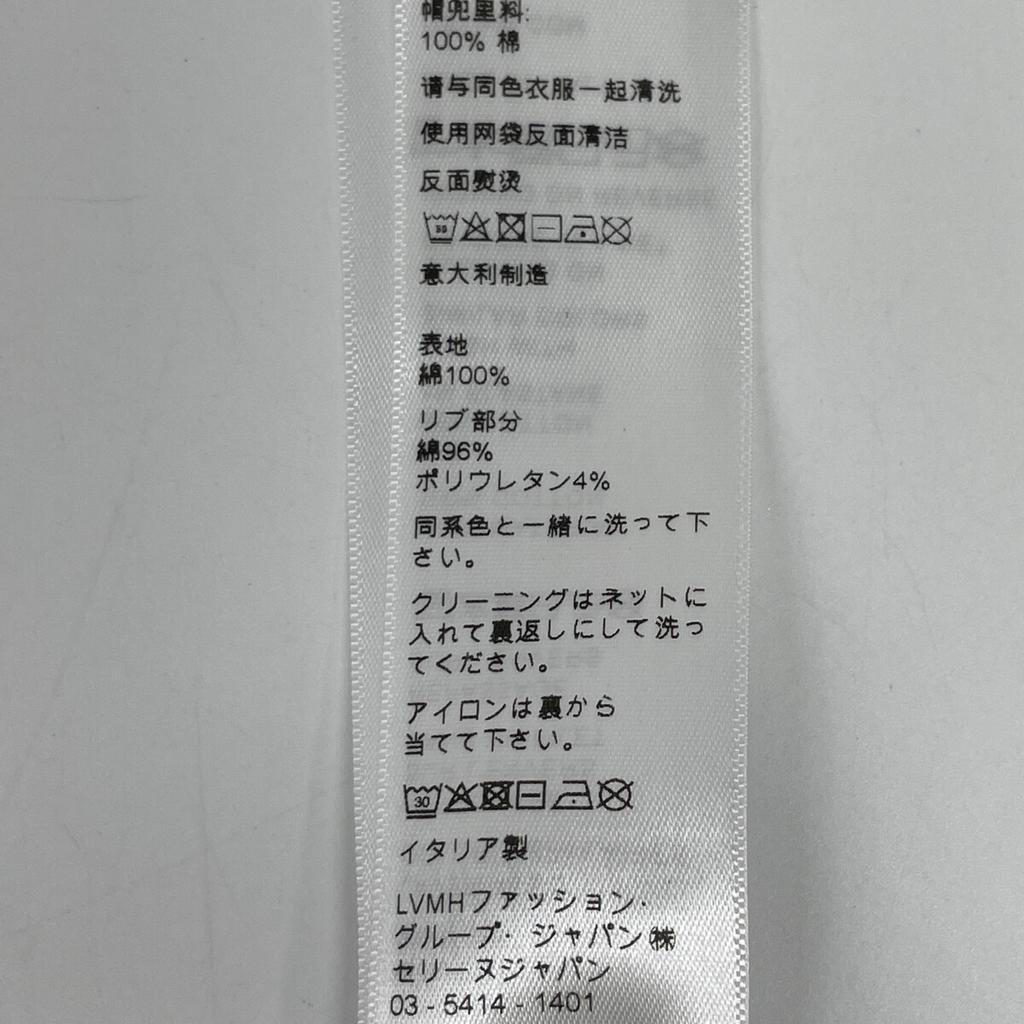 帽兜里料:
100% 棉
请与同色衣服一起清洗
使用网袋反面清洁
反面熨烫
30
意大利制造
表地
綿100%
リブ部分
綿96%
ポリウレタン4%
同系色と一緒に洗って下
さい。
クリーニングはネットに
入れて裏返しにして洗っ
てください。
アイロンは裏から
当てて下さい。
30
イタリア製
LVMHファッション・
グループ・ジャパン㈱
セリーヌジャパン
03 - 5414 - 1401